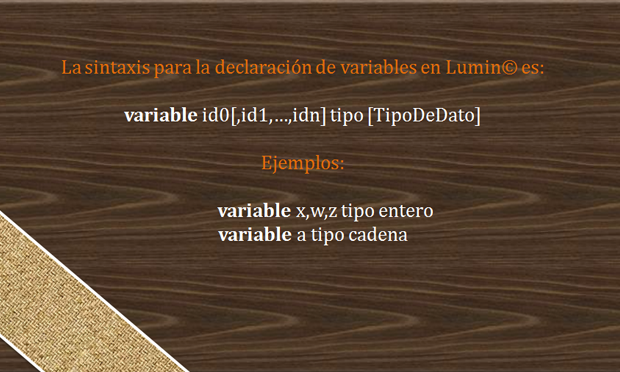 La sintaxis para la declaración de variables en Lumin© es:
variable id0[,id1,...,idn] tipo [TipoDeDato]
Ejemplos:
variable x,w,z tipo entero
variable a tipo cadena